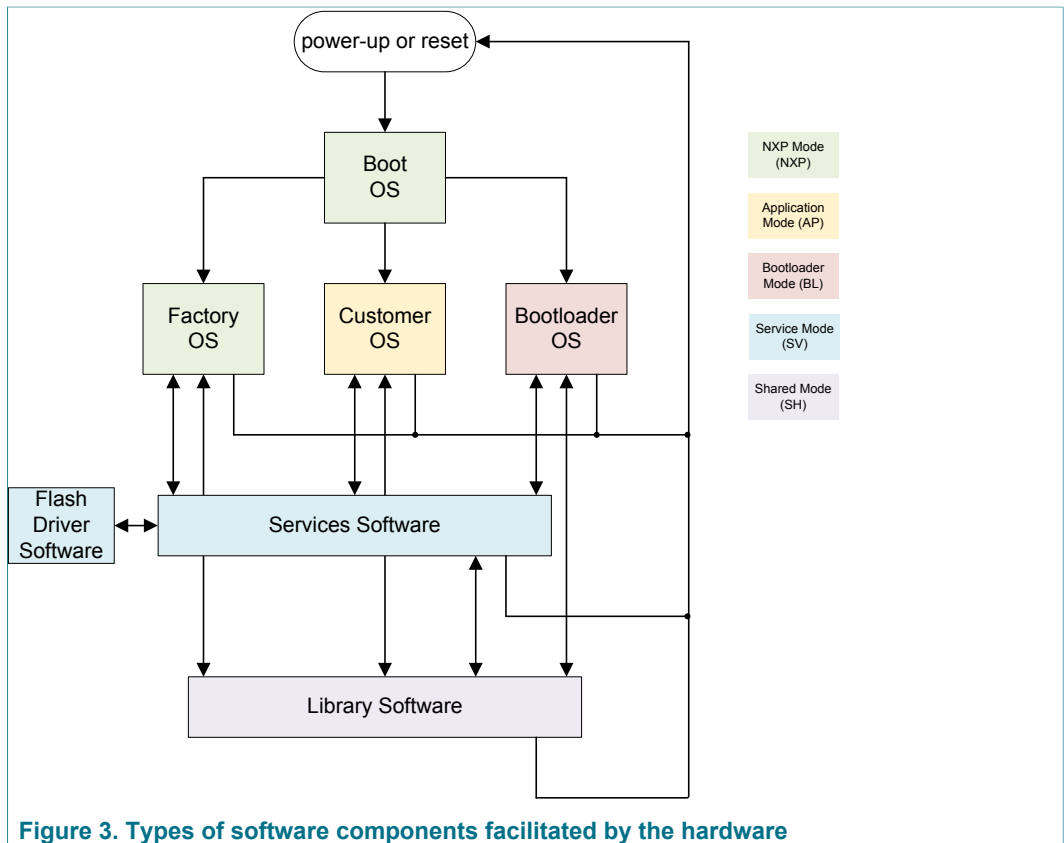 power-up or reset
Boot
OS
Factory
OS
Customer
OS
Bootloader
OS
Flash
Driver
Software
Services Software
Library Software
NXP Mode
(NXP)
Application
Mode (AP)
Bootloader
Mode (BL)
Service Mode
(SV)
Shared Mode
(SH)
Figure 3. Types of software components facilitated by the hardware